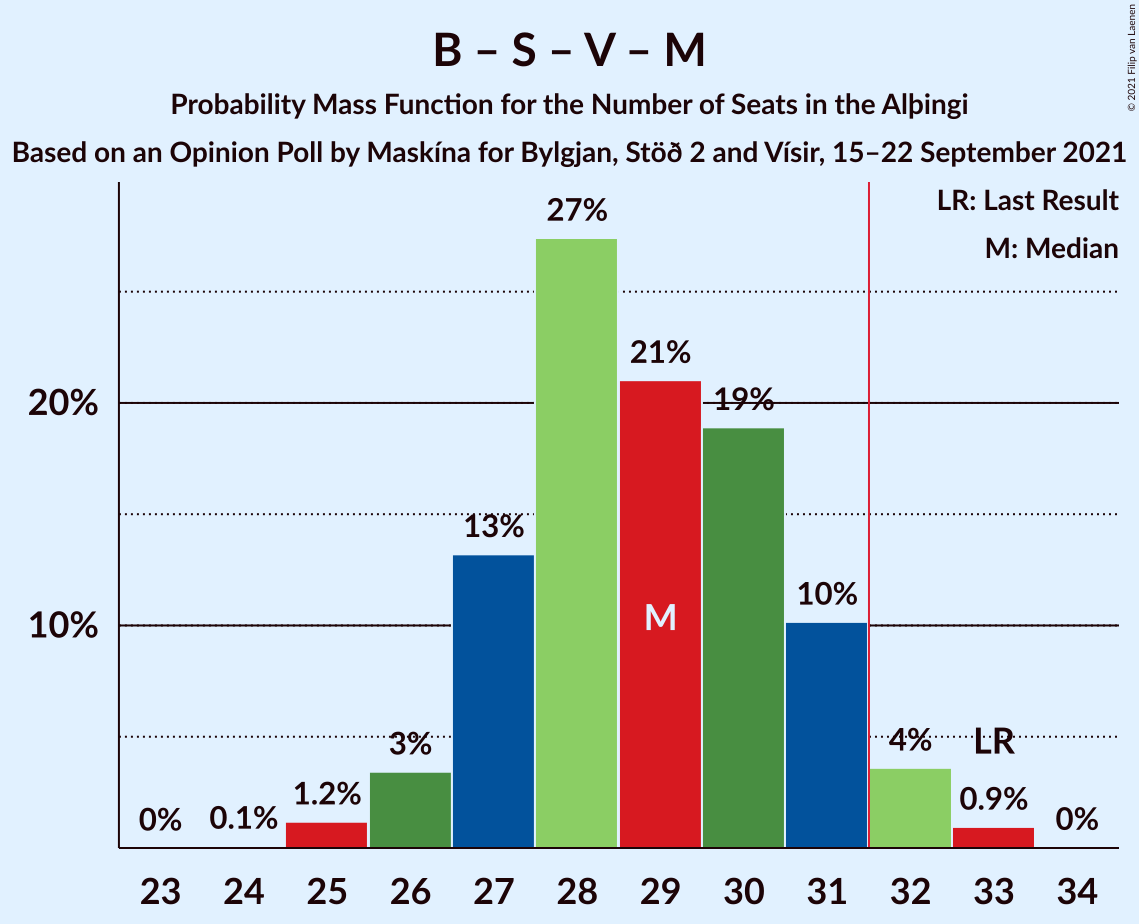 B – S – V – M
Probability Mass Function for the Number of Seats in the Alþingi
Based on an Opinion Poll by Maskína for Bylgjan, Stöð 2 and Vísir, 15–22 September 2021
© 2021 Filip van Laenen
LR: Last Result
M: Median
20%
10%
0%
0.1%
1.2%
3%
13%
27%
21%
19%
10%
4%
0.9%
0%
M
LR
23 24 25 26 27 28 29 30 31 32 33 34